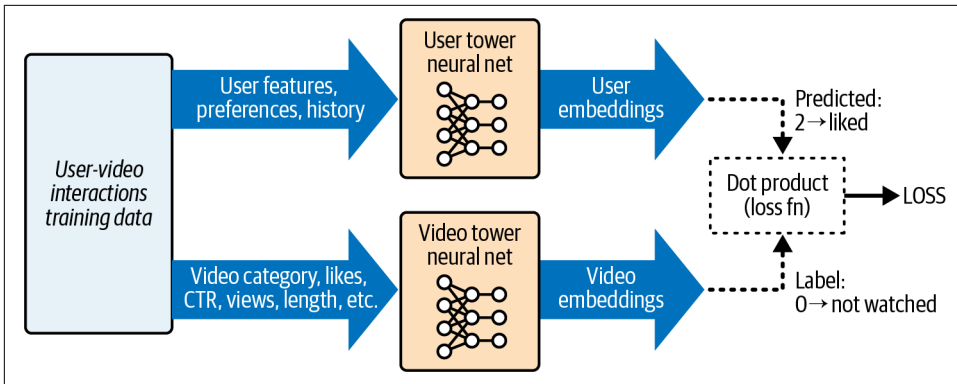 User-video
interactions
training data
User features,
preferences, history
User tower
neural net
User
embeddings
Predicted:
2→liked
Dot product
(loss fn)
LOSS
Video category, likes,
CTR, views, length, etc.
Video tower
neural net
Video
embeddings
Label:
0→not watched